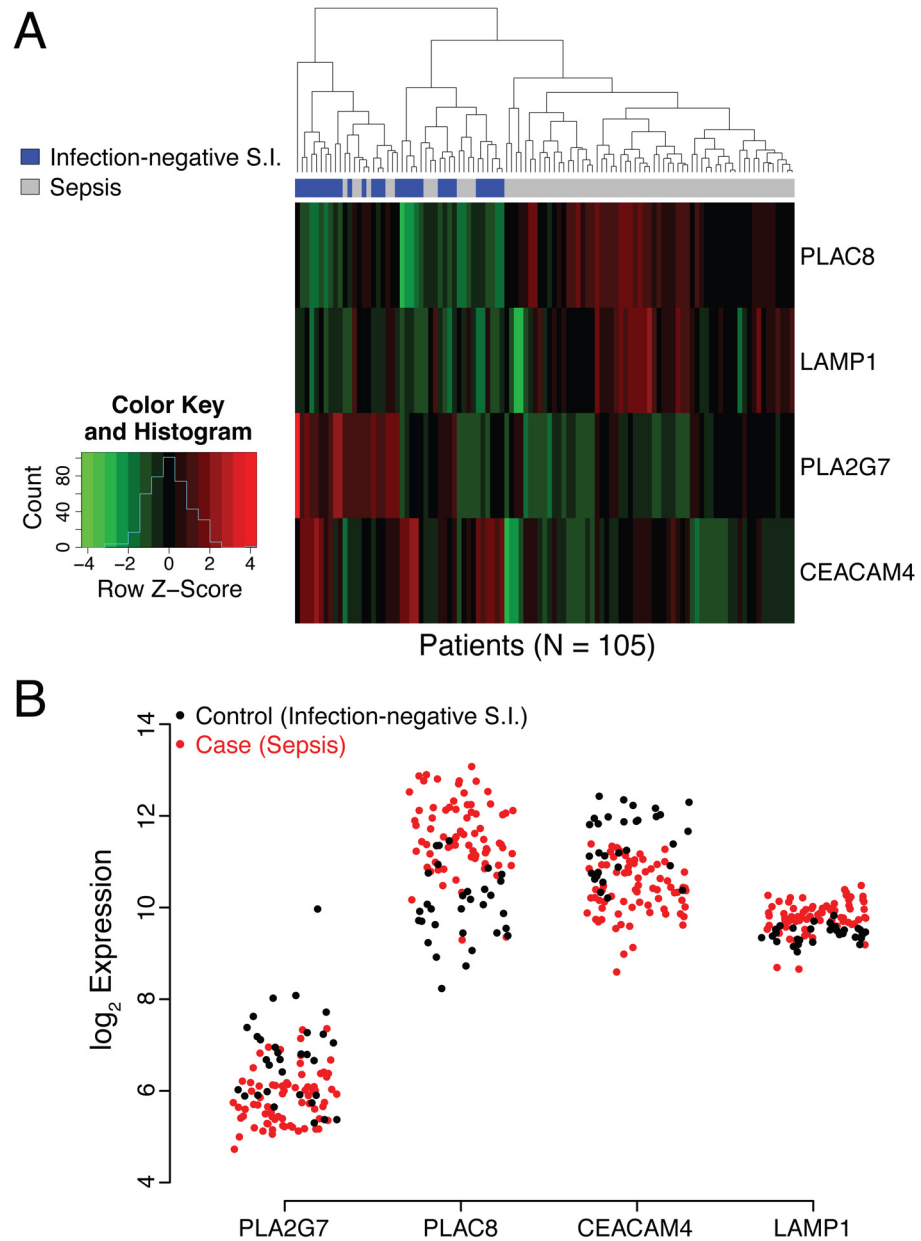 A
Infection-negative S.I.
Sepsis
PLAC8
LAMP1
PLA2G7
CEACAM4
Color Key
and Histogram
Count
0 40 80
−4 −2 0 2 4
Row Z−Score
Patients (N = 105)
B
Control (Infection-negative S.I.)
Case (Sepsis)
log2 Expression
14
12
10
8
6
4
PLA2G7 PLAC8 CEACAM4 LAMP1